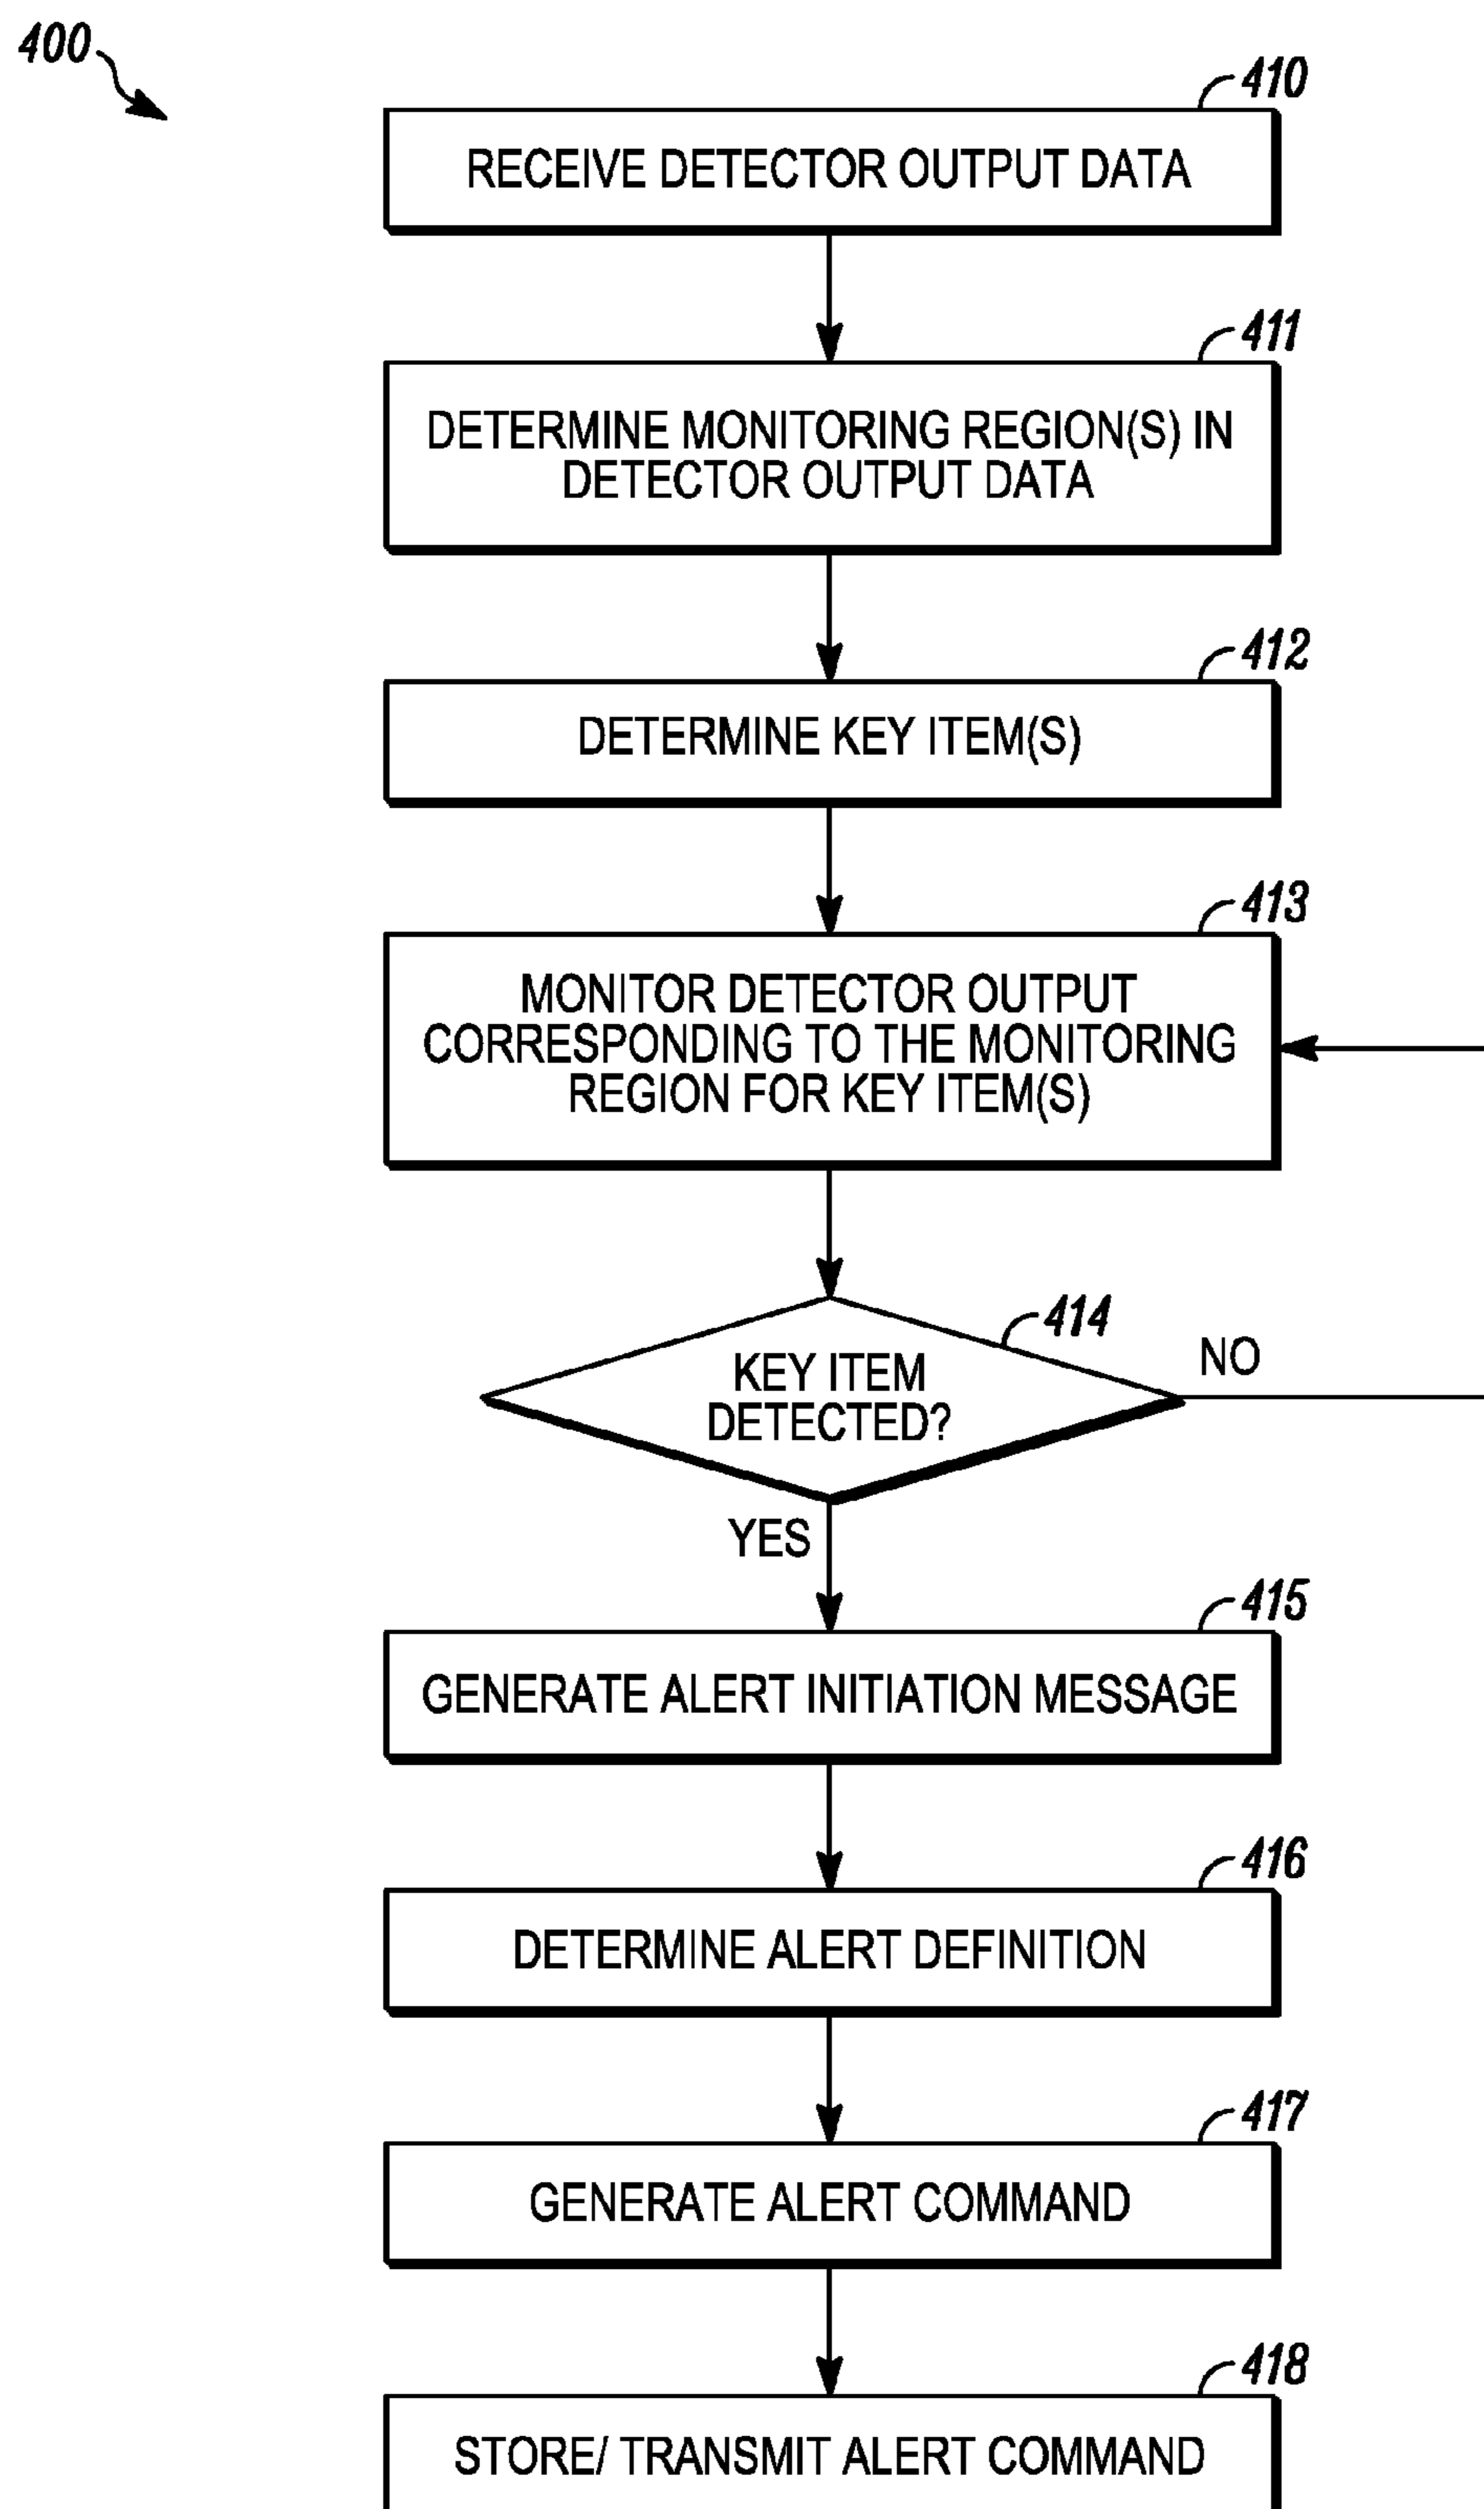 400
410
RECEIVE DETECTOR OUTPUT DATA
411
DETERMINE MONITORING REGION(S) IN
DETECTOR OUTPUT DATA
412
DETERMINE KEY ITEM(S)
413
MONITOR DETECTOR OUTPUT
CORRESPONDING TO THE MONITORING
REGION FOR KEY ITEM(S)
414
NO
KEY ITEM
DETECTED?
YES
415
GENERATE ALERT INITIATION MESSAGE
416
DETERMINE ALERT DEFINITION
417
GENERATE ALERT COMMAND
418
STORE/ TRANSMIT ALERT COMMAND